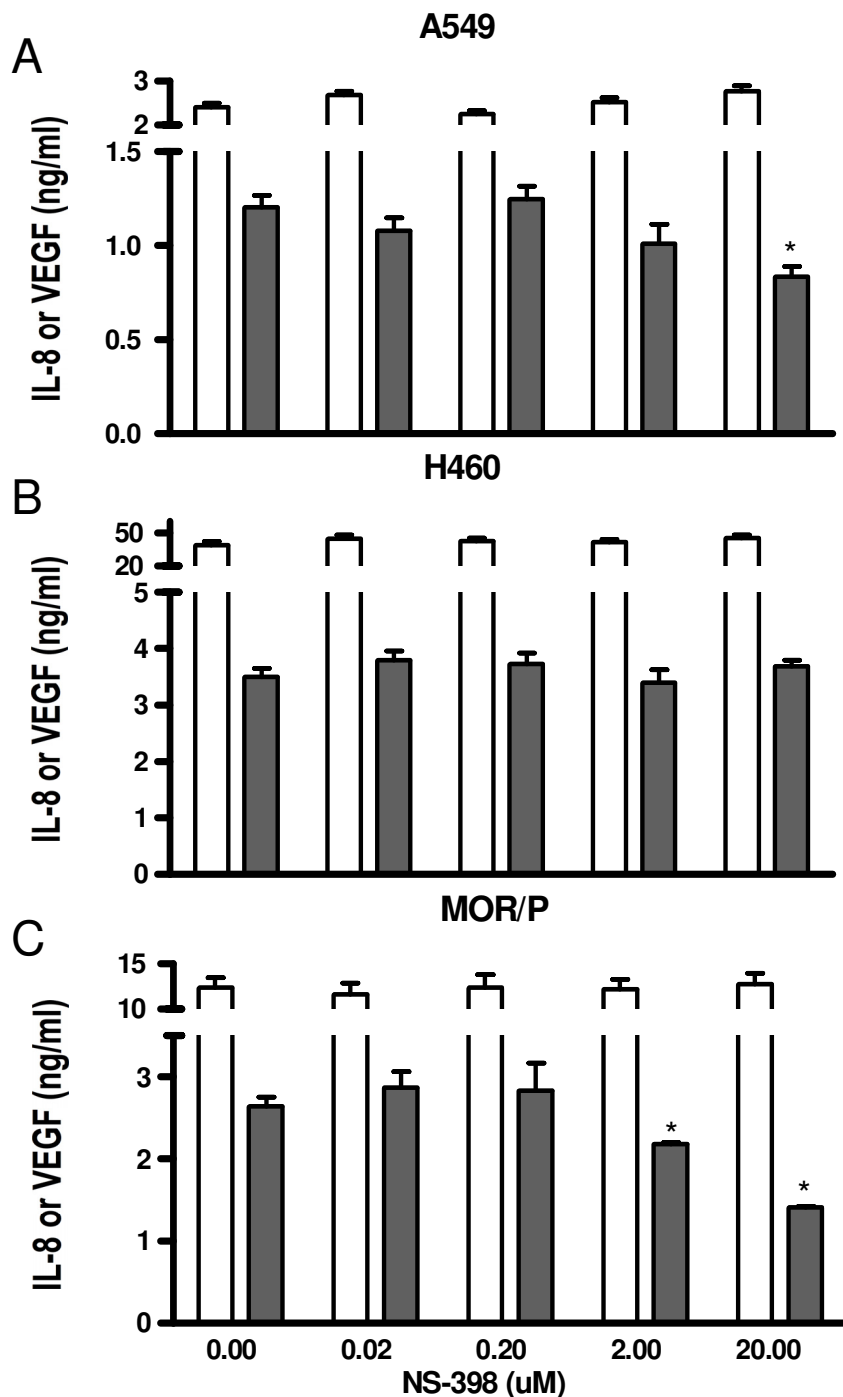 A549
A
3
2
1.5
1.0
0.5
0.0
IL-8 or VEGF (ng/ml)
*
H460
B
50
20
5
4
3
2
1
0
IL-8 or VEGF (ng/ml)
MOR/P
C
15
10
3
2
1
0
IL-8 or VEGF (ng/ml)
*
*
0.00 0.02 0.20 2.00 20.00
NS-398 (uM)